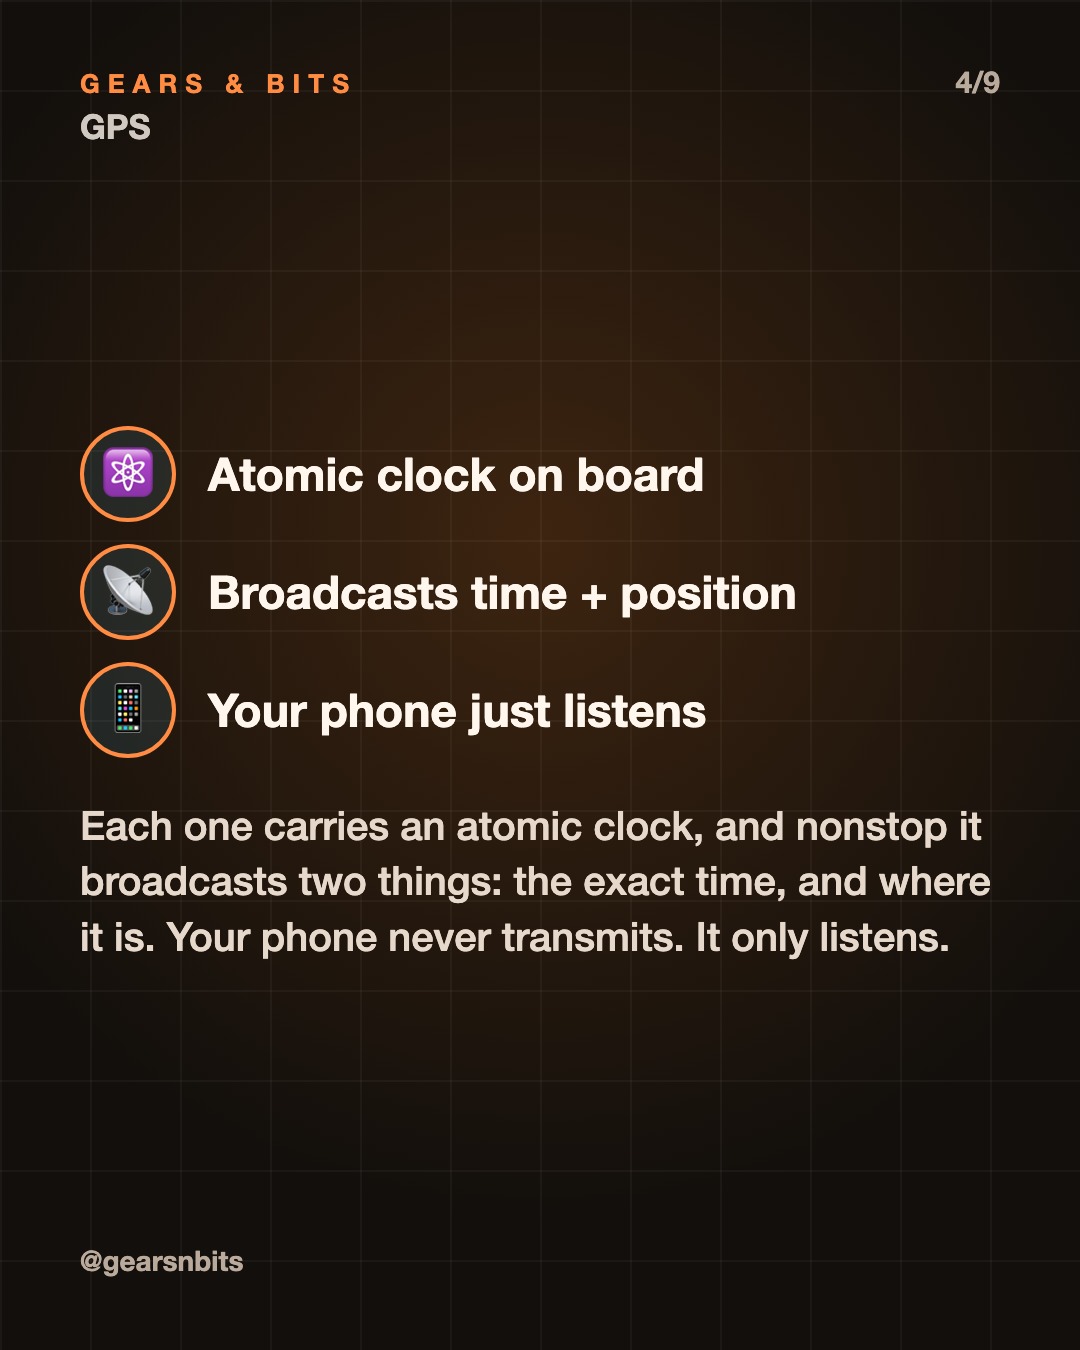 GEARS & BITS
4/9
GPS
Atomic clock on board
Broadcasts time + position
Your phone just listens
Each one carries an atomic clock, and nonstop it
broadcasts two things: the exact time, and where
it is. Your phone never transmits. It only listens.
@gearsnbits